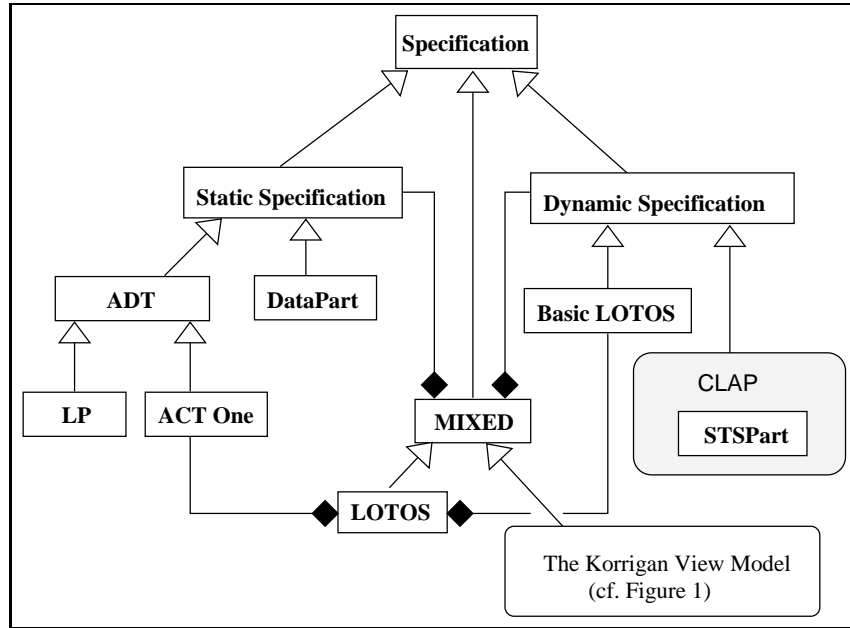 Specification
Static Specification
Dynamic Specification
ADT
DataPart
Basic LOTOS
CLAP
LP
ACT One
MIXED
STSPart
LOTOS
The Korrigan View Model
(cf. Figure 1)